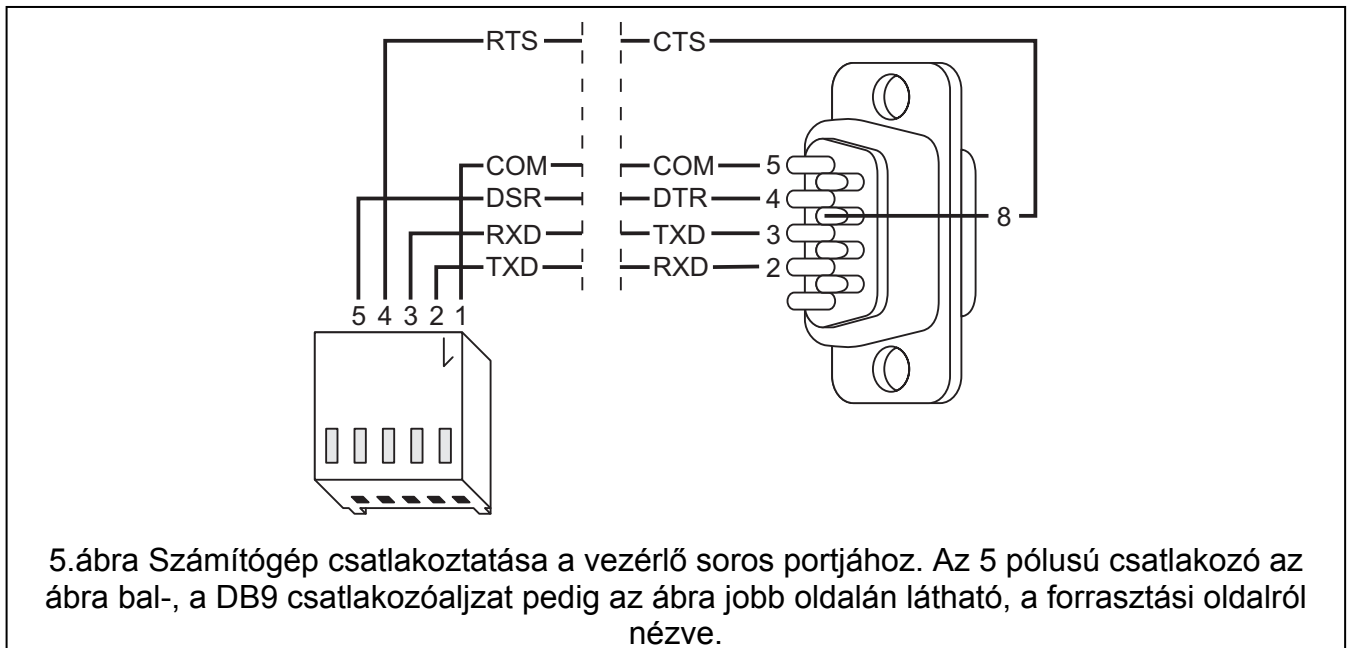 RTS CTS
COM COM 5
DSR DTR 4
8
RXD TXD 3
TXD RXD 2
5 4 3 2 1
5.ábra Számítógép csatlakoztatása a vezérlő soros portjához. Az 5 pólusú csatlakozó az
ábra bal-, a DB9 csatlakozóaljzat pedig az ábra jobb oldalán látható, a forrasztási oldalról
nézve.